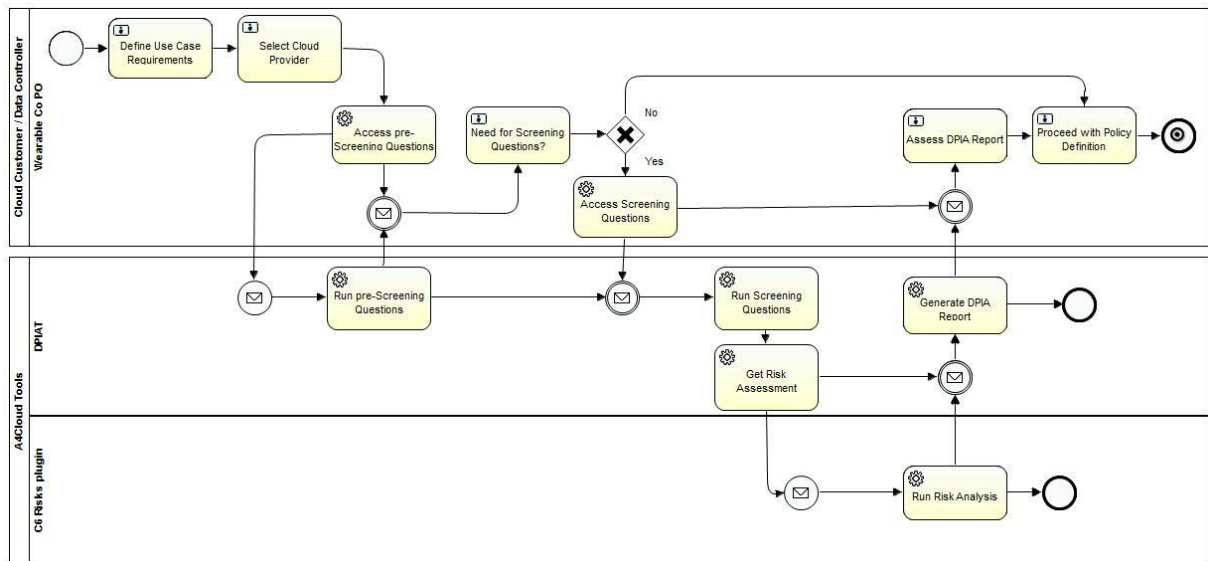 Cloud Customer / Data Controller
Wearable Co PO
Define Use Case
Requirements
Select Cloud
Provider
Access pre-
Screening Questions
Need for Screening
Questions?
No
Yes
Access Screening
Questions
Assess DPIA Report
Proceed with Policy
Definition
A4Cloud Tools
DPIAT
Run pre-Screening
Questions
Run Screening
Questions
Get Risk
Assessment
Generate DPIA
Report
C6 Risks plugin
Run Risk Analysis